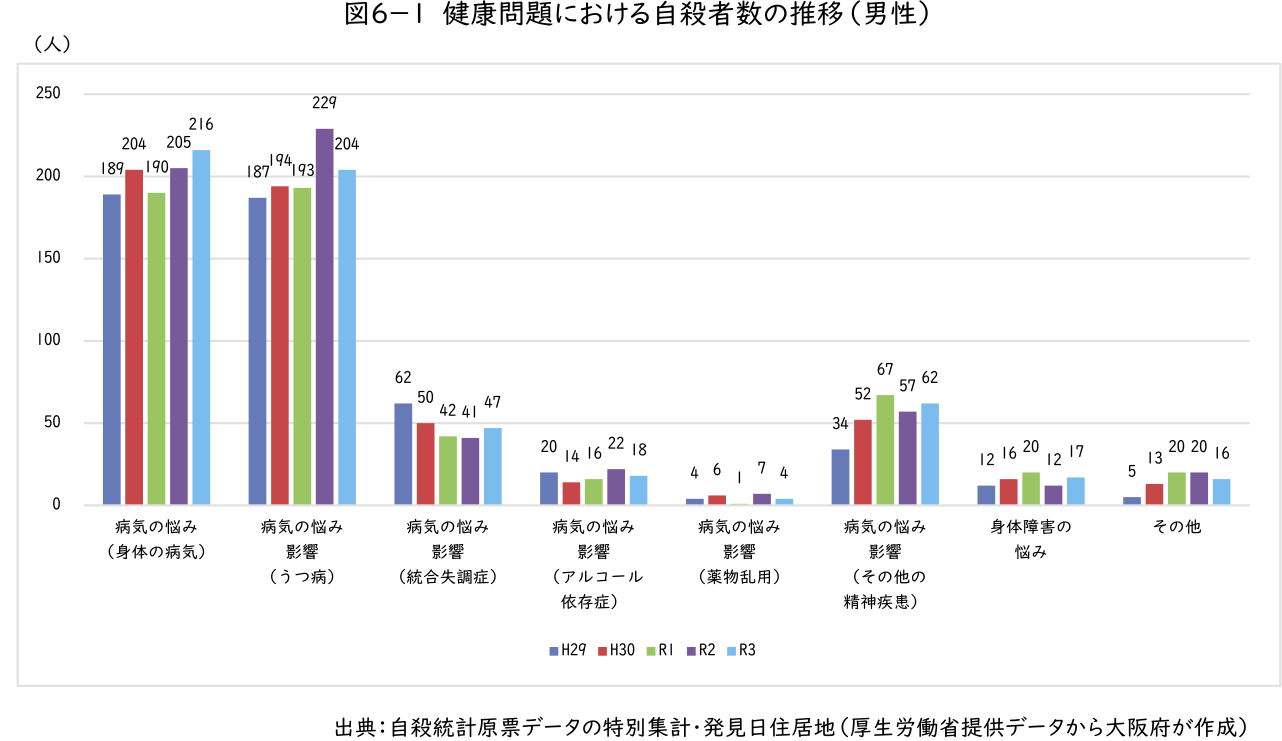 図6－1 健康問題における自殺者数の推移（男性）
（人）
250
200
150
100
50
0
189 204 190 205 216
187 194 193 229 204
62 50 42 41 47
20 14 16 22 18
4 6 1 7 4
34 52 67 57 62
12 16 20 12 17
5 13 20 20 16
病気の悩み
（身体の病気）
病気の悩み
影響
（うつ病）
病気の悩み
影響
（統合失調症）
病気の悩み
影響
（アルコール
依存症）
病気の悩み
影響
（薬物乱用）
病気の悩み
影響
（その他の
精神疾患）
身体障害の
悩み
その他
H29 H30 R1 R2 R3
出典：自殺統計原票データの特別集計・発見日住居地（厚生労働省提供データから大阪府が作成）